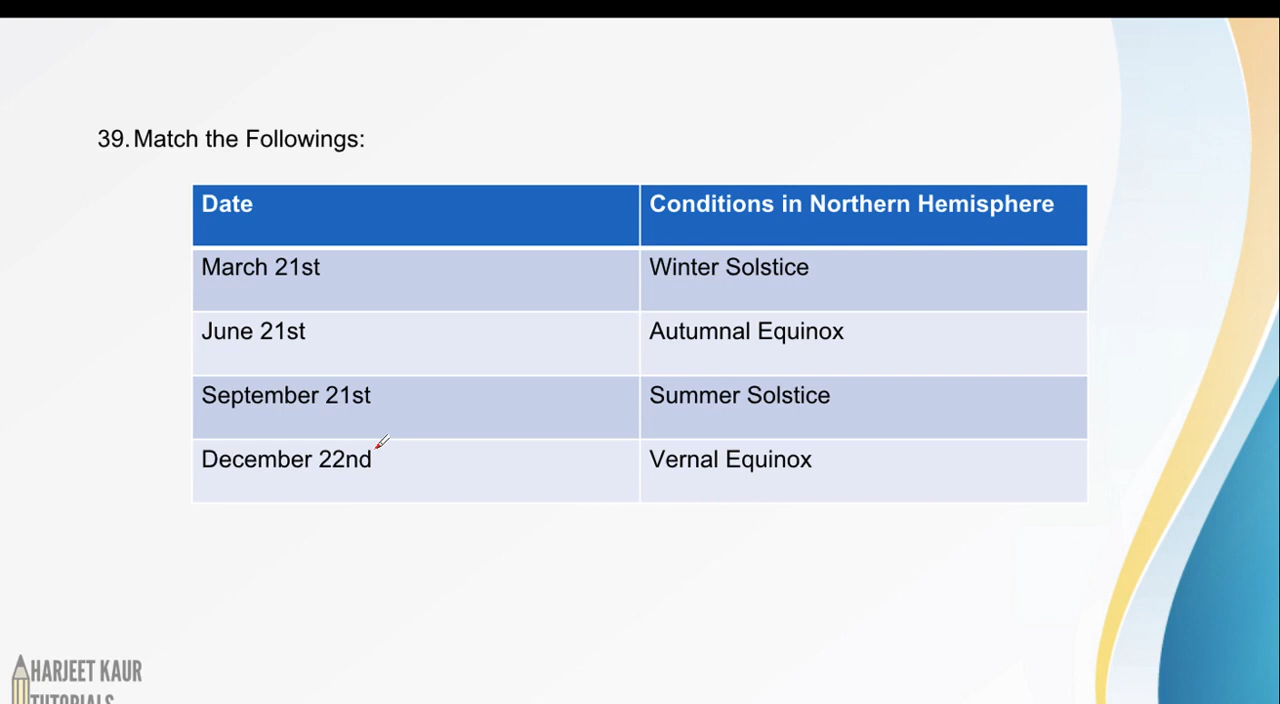 39. Match the Followings:
Date Conditions in Northern Hemisphere
March 21st Winter Solstice
June 21st Autumnal Equinox
September 21st Summer Solstice
December 22nd Vernal Equinox
HARJEET KAUR
TUTORIALS